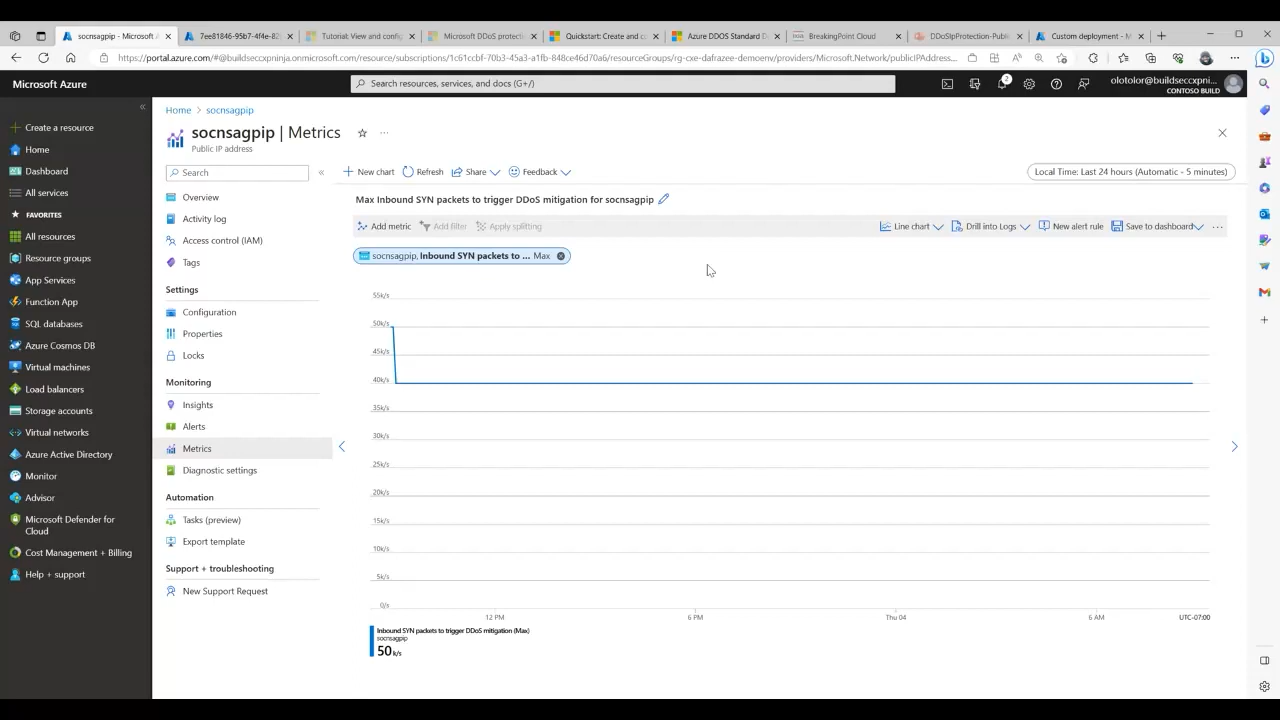 socnsagpip - Microsoft A
7ee81846-95b7-4f4e-82
Tutorial: View and config
Microsoft DDoS protecti
Quickstart: Create and co
Azure DDOS Standard D
BreakingPoint Cloud
DDoSIpProtection-Publi
Custom deployment - M
https://portal.azure.com/#@buildseccxpninja.onmicrosoft.com/resource/subscriptions/1c61ccbf-70b3-45a3-a1fb-848ce46d70a6/resourceGroups/rg-cxe-dafrazee-demoenv/providers/Microsoft.Network/publicIPAddress...
Microsoft Azure
Search resources, services, and docs (G+/)
2
olotolor@buildseccxpni...
CONTOSO BUILD
Create a resource
Home
Dashboard
All services
FAVORITES
All resources
Resource groups
App Services
Function App
SQL databases
Azure Cosmos DB
Virtual machines
Load balancers
Storage accounts
Virtual networks
Azure Active Directory
Monitor
Advisor
Microsoft Defender for
Cloud
Cost Management + Billing
Help + support
Home > socnsagpip
socnsagpip | Metrics
Public IP address
Search
Overview
Activity log
Access control (IAM)
Tags
Settings
Configuration
Properties
Locks
Monitoring
Insights
Alerts
Metrics
Diagnostic settings
Automation
Tasks (preview)
Export template
Support + troubleshooting
New Support Request
New chart
Refresh
Share
Feedback
Local Time: Last 24 hours (Automatic - 5 minutes)
Max Inbound SYN packets to trigger DDoS mitigation for socnsagpip
Add metric
Add filter
Apply splitting
Line chart
Drill into Logs
New alert rule
Save to dashboard
socnsagpip, Inbound SYN packets to ... Max
55k/s
50k/s
45k/s
40k/s
35k/s
30k/s
25k/s
20k/s
15k/s
10k/s
5k/s
0/s
12 PM
6 PM
Thu 04
6 AM
UTC-07:00
Inbound SYN packets to trigger DDoS mitigation (Max)
socnsagpip
50 k/s